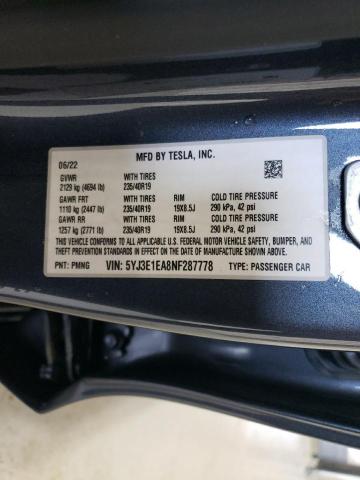 MFD BY TESLA, INC.
06/22
GVWR WITH TIRES
2129 kg (4694 lb) 235/40R19
GAWR FRT WITH TIRES RIM COLD TIRE PRESSURE
1110 kg (2447 lb) 235/40R19 19X8.5J 290 kPa, 42 psi
GAWR RR WITH TIRES RIM COLD TIRE PRESSURE
1257 kg (2771 lb) 235/40R19 19X8.5J 290 kPa, 42 psi
THIS VEHICLE CONFORMS TO ALL APPLICABLE U.S. FEDERAL MOTOR VEHICLE SAFETY, BUMPER, AND
THEFT PREVENTION STANDARDS IN EFFECT ON THE DATE OF MANUFACTURE SHOWN ABOVE
PNT: PMNG VIN: 5YJ3E1EA8NF287778 TYPE: PASSENGER CAR